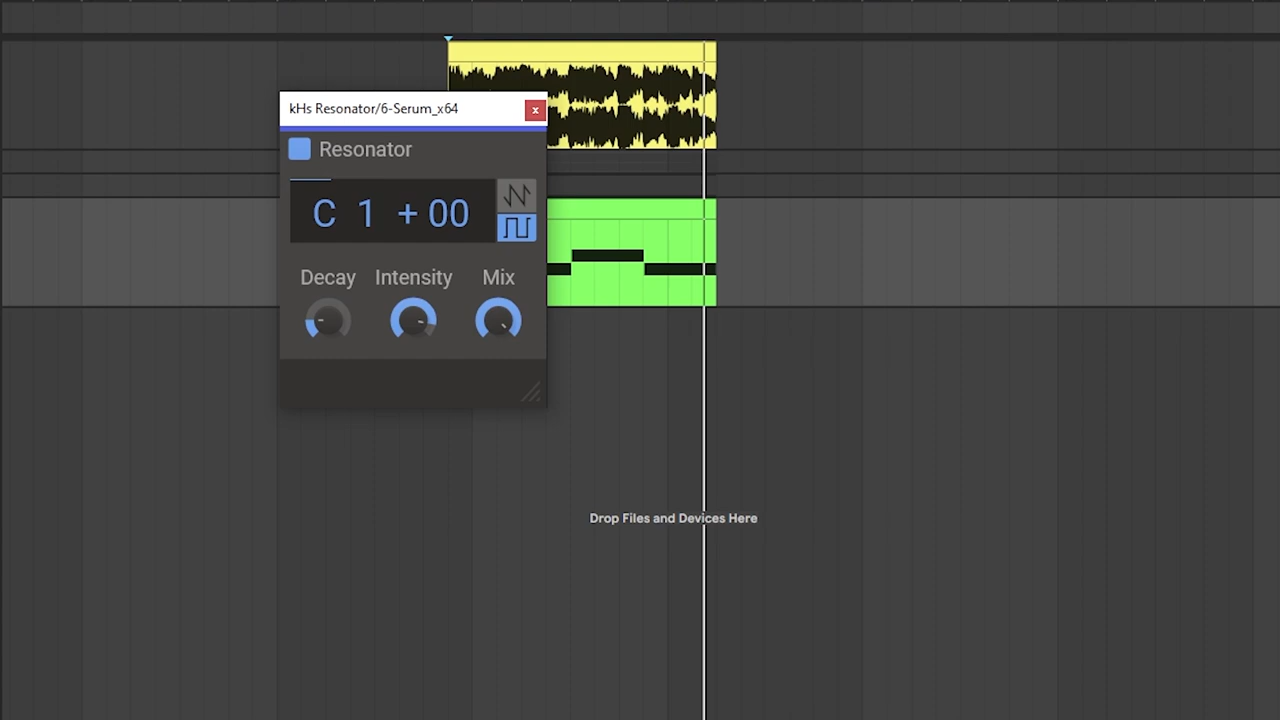 kHs Resonator/6-Serum_x64
x
Resonator
C 1 + 00
Decay Intensity Mix
Drop Files and Devices Here